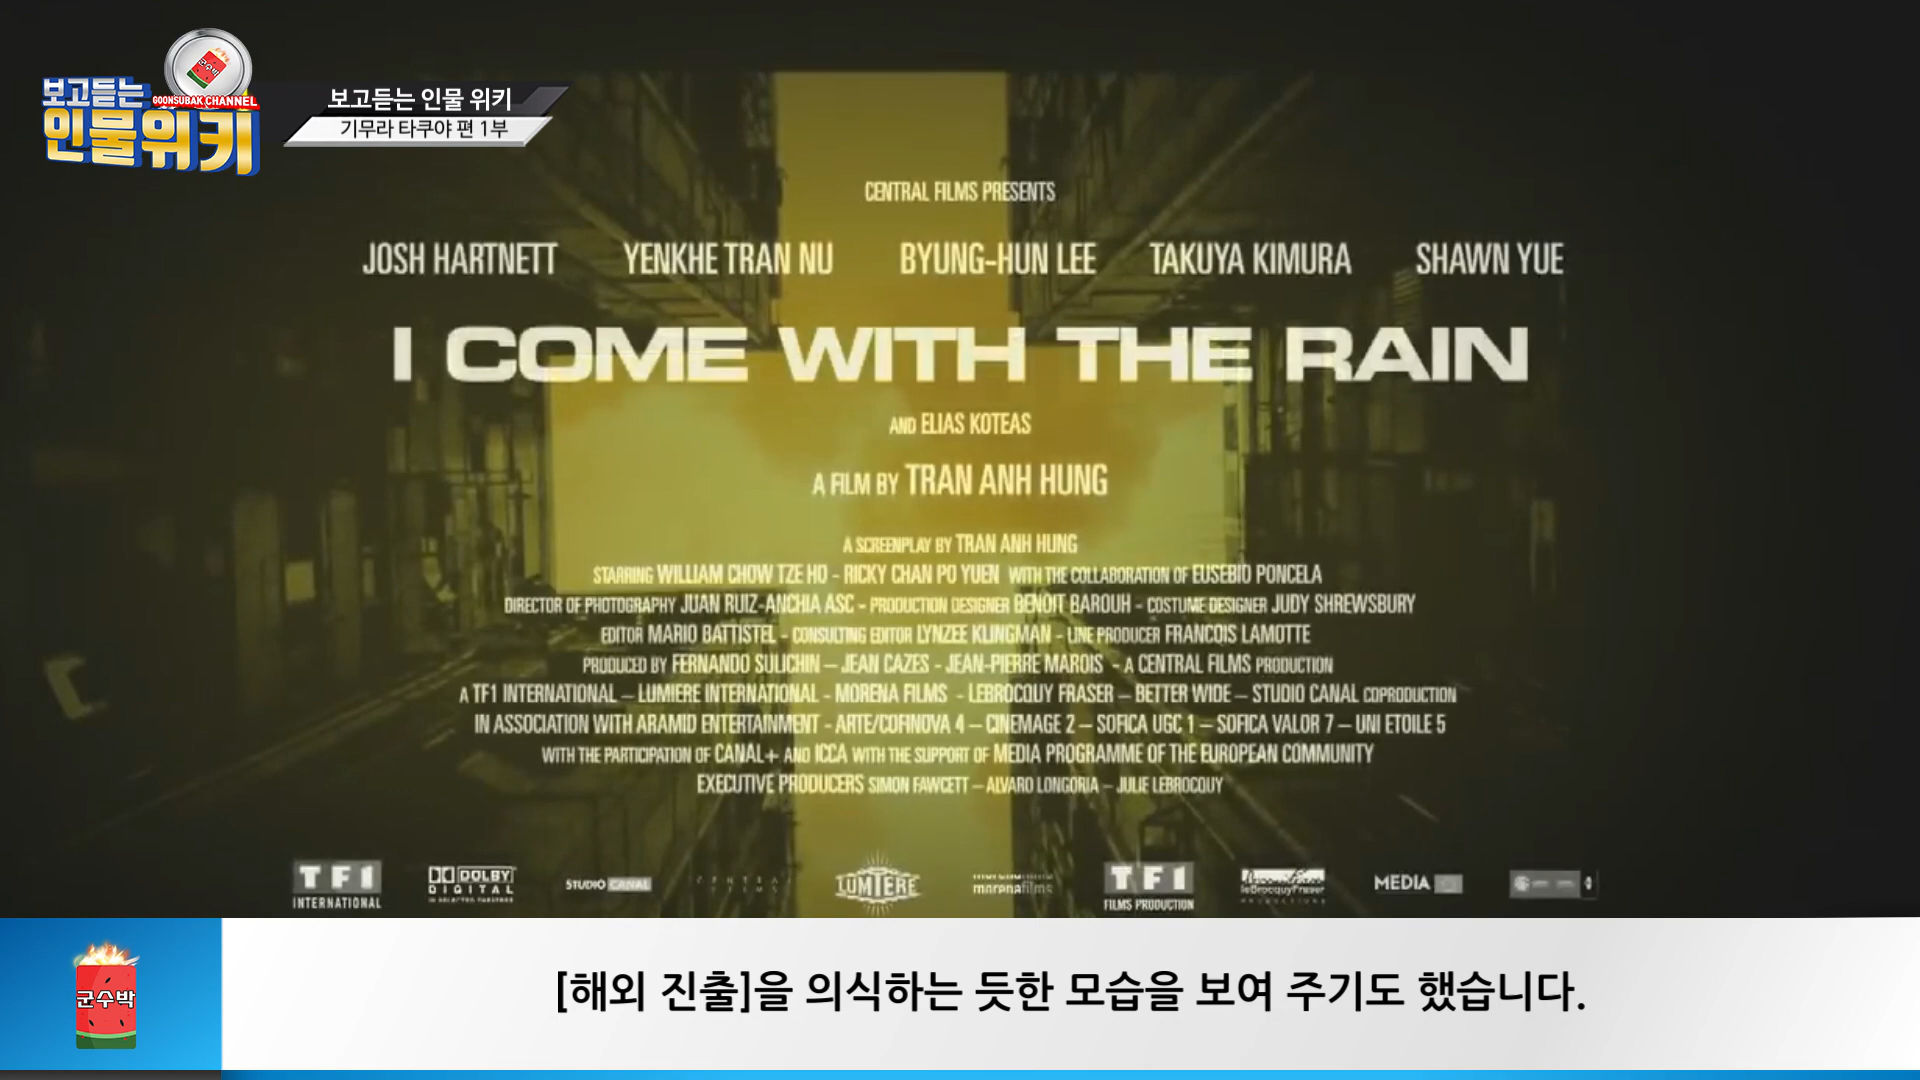 보고듣는
인물위키
군수박
GOONSUBAK CHANNEL
보고듣는 인물 위키
기무라 타쿠야 편 1부
CENTRAL FILMS PRESENTS
JOSH HARTNETT YENKHE TRAN NU BYUNG-HUN LEE TAKUYA KIMURA SHAWN YUE
I COME WITH THE RAIN
AND ELIAS KOTEAS
A FILM BY TRAN ANH HUNG
A SCREENPLAY BY TRAN ANH HUNG
STARRING WILLIAM CHOW TZE HO - RICKY CHAN PO YUEN WITH THE COLLABORATION OF EUSEBIO PONCELA
DIRECTOR OF PHOTOGRAPHY JUAN RUIZ-ANCHIA ASC - PRODUCTION DESIGNER BENOIT BAROUH - COSTUME DESIGNER JUDY SHREWSBURY
EDITOR MARIO BATTISTEL - CONSULTING EDITOR LYNZEE KLINGMAN - LINE PRODUCER FRANCOIS LAMOTTE
PRODUCED BY FERNANDO SULICHIN – JEAN CAZES - JEAN-PIERRE MAROIS - A CENTRAL FILMS PRODUCTION
A TF1 INTERNATIONAL – LUMIERE INTERNATIONAL - MORENA FILMS - LEBROCQUY FRASER – BETTER WIDE – STUDIO CANAL COPRODUCTION
IN ASSOCIATION WITH ARAMID ENTERTAINMENT - ARTE/COFINOVA 4 – CINEMAGE 2 – SOFICA UGC 1 – SOFICA VALOR 7 – UNI ETOILE 5
WITH THE PARTICIPATION OF CANAL+ AND ICCA WITH THE SUPPORT OF MEDIA PROGRAMME OF THE EUROPEAN COMMUNITY
EXECUTIVE PRODUCERS SIMON FAWCETT – ALVARO LONGORIA – JULIE LEBROCQUY
TF1 INTERNATIONAL
DOLBY DIGITAL IN SELECTED THEATRES
STUDIO CANAL
CENTRAL FILMS
LUMIERE
morenafilms
TF1 FILMS PRODUCTION
leBrocquyFraser PRODUCTIONS
MEDIA
군수박
[해외 진출]을 의식하는 듯한 모습을 보여 주기도 했습니다.